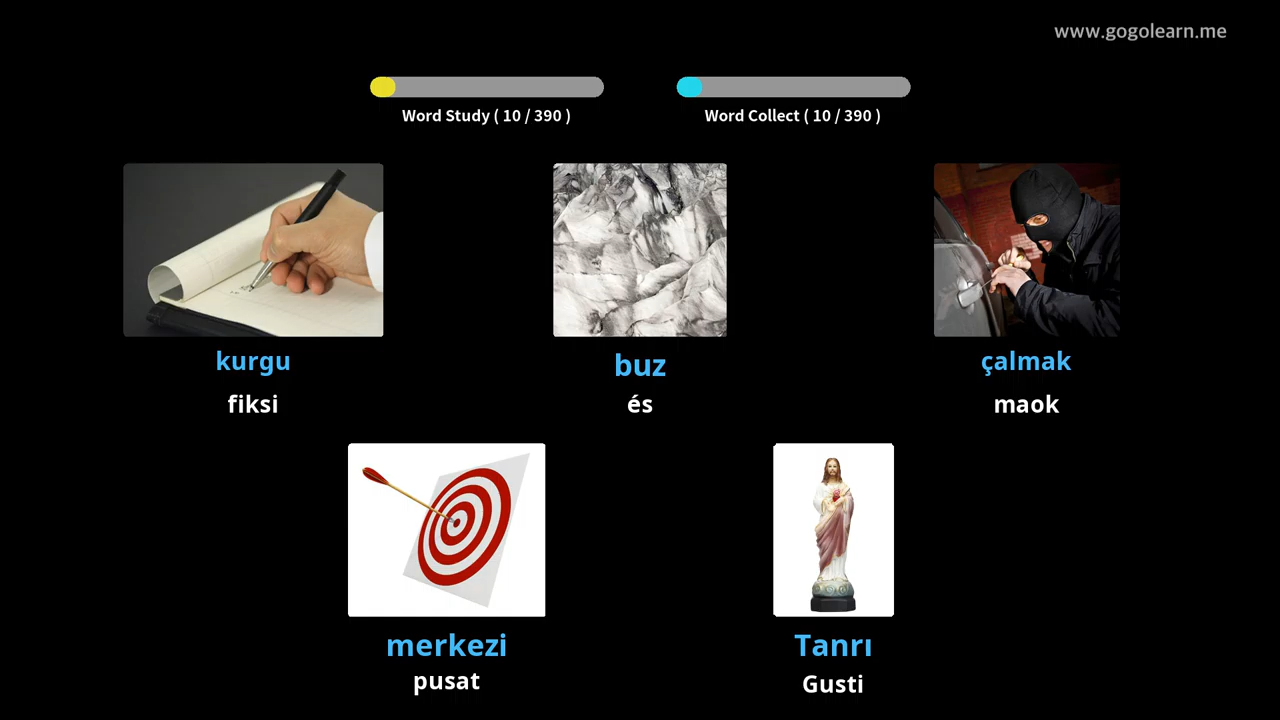 www.gogolearn.me
Word Study ( 10 / 390 )
Word Collect ( 10 / 390 )
kurgu
fiksi
buz
és
çalmak
maok
merkezi
pusat
Tanrı
Gusti